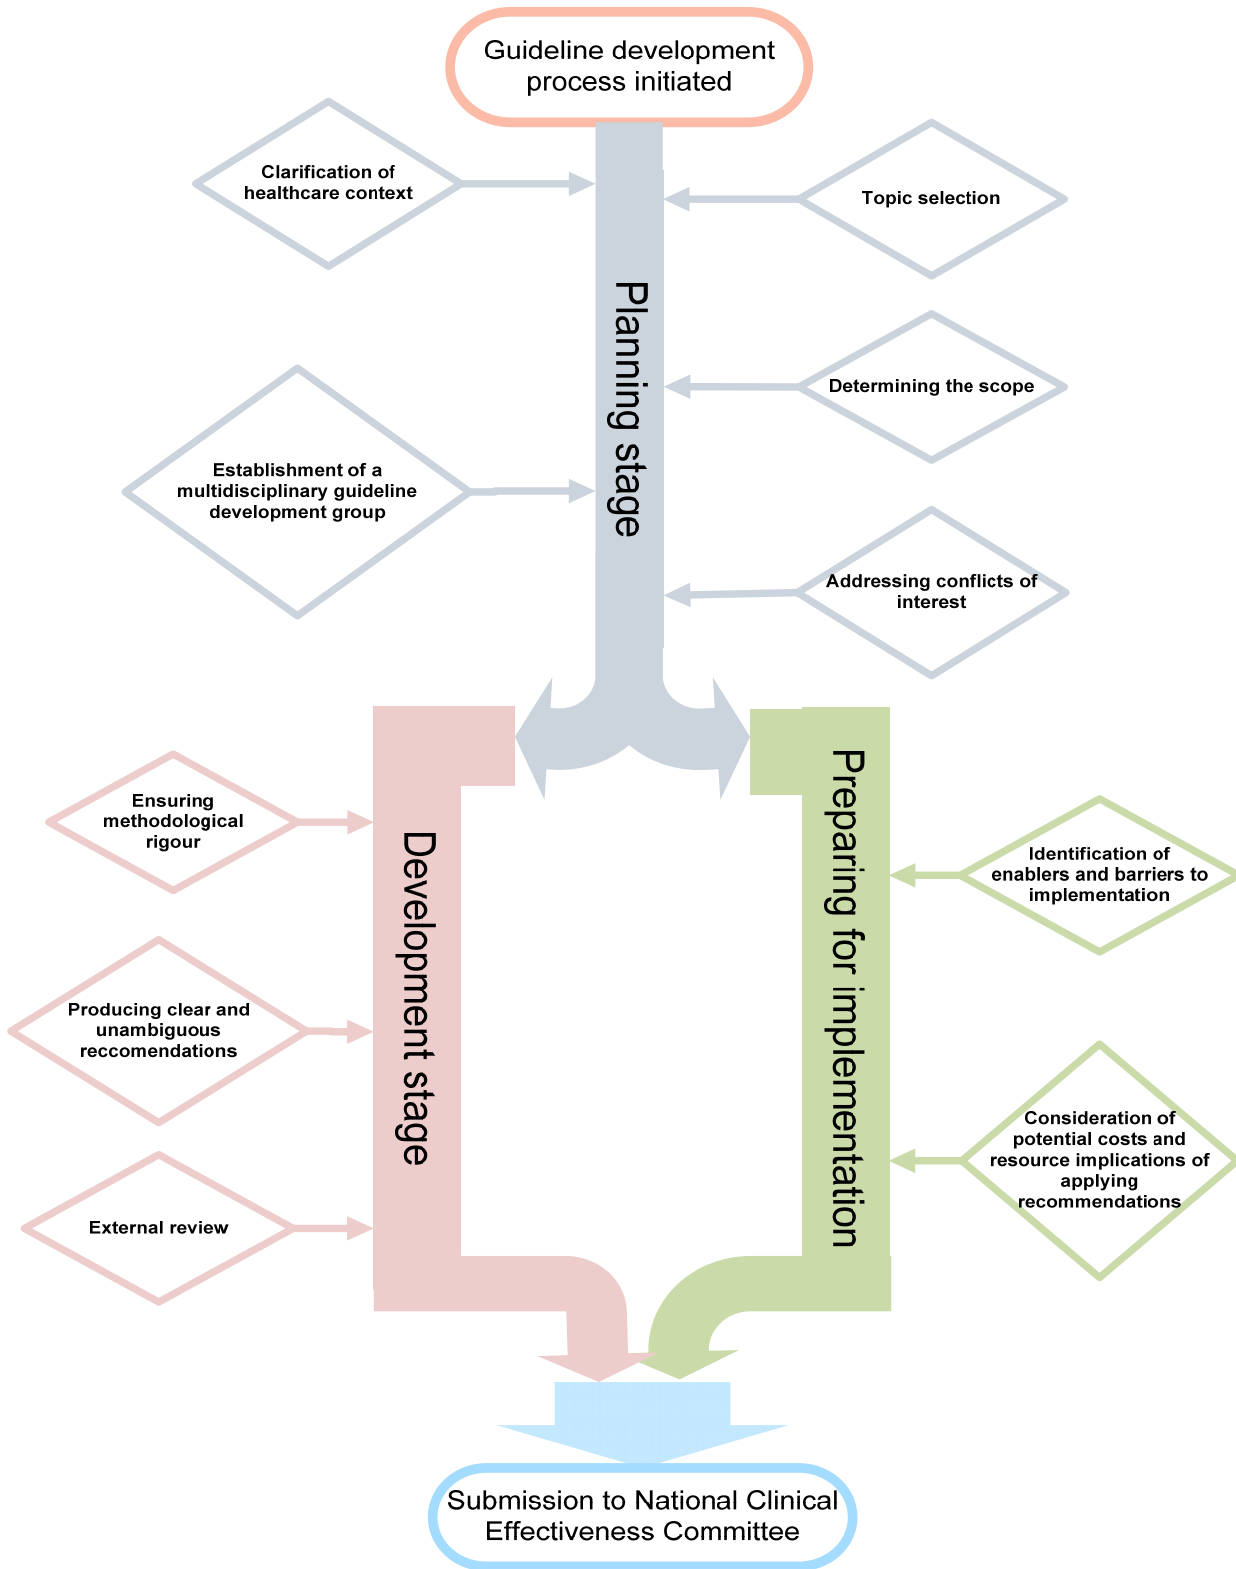 Guideline development
process initiated
Clarification of
healthcare context
Topic selection
Planning stage
Determining the scope
Establishment of a
multidisciplinary guideline
development group
Addressing conflicts of
interest
Development stage
Preparing for implementation
Ensuring
methodological
rigour
Identification of
enablers and barriers to
implementation
Producing clear and
unambiguous
reccomendations
Consideration of
potential costs and
resource implications of
applying
recommendations
External review
Submission to National Clinical
Effectiveness Committee